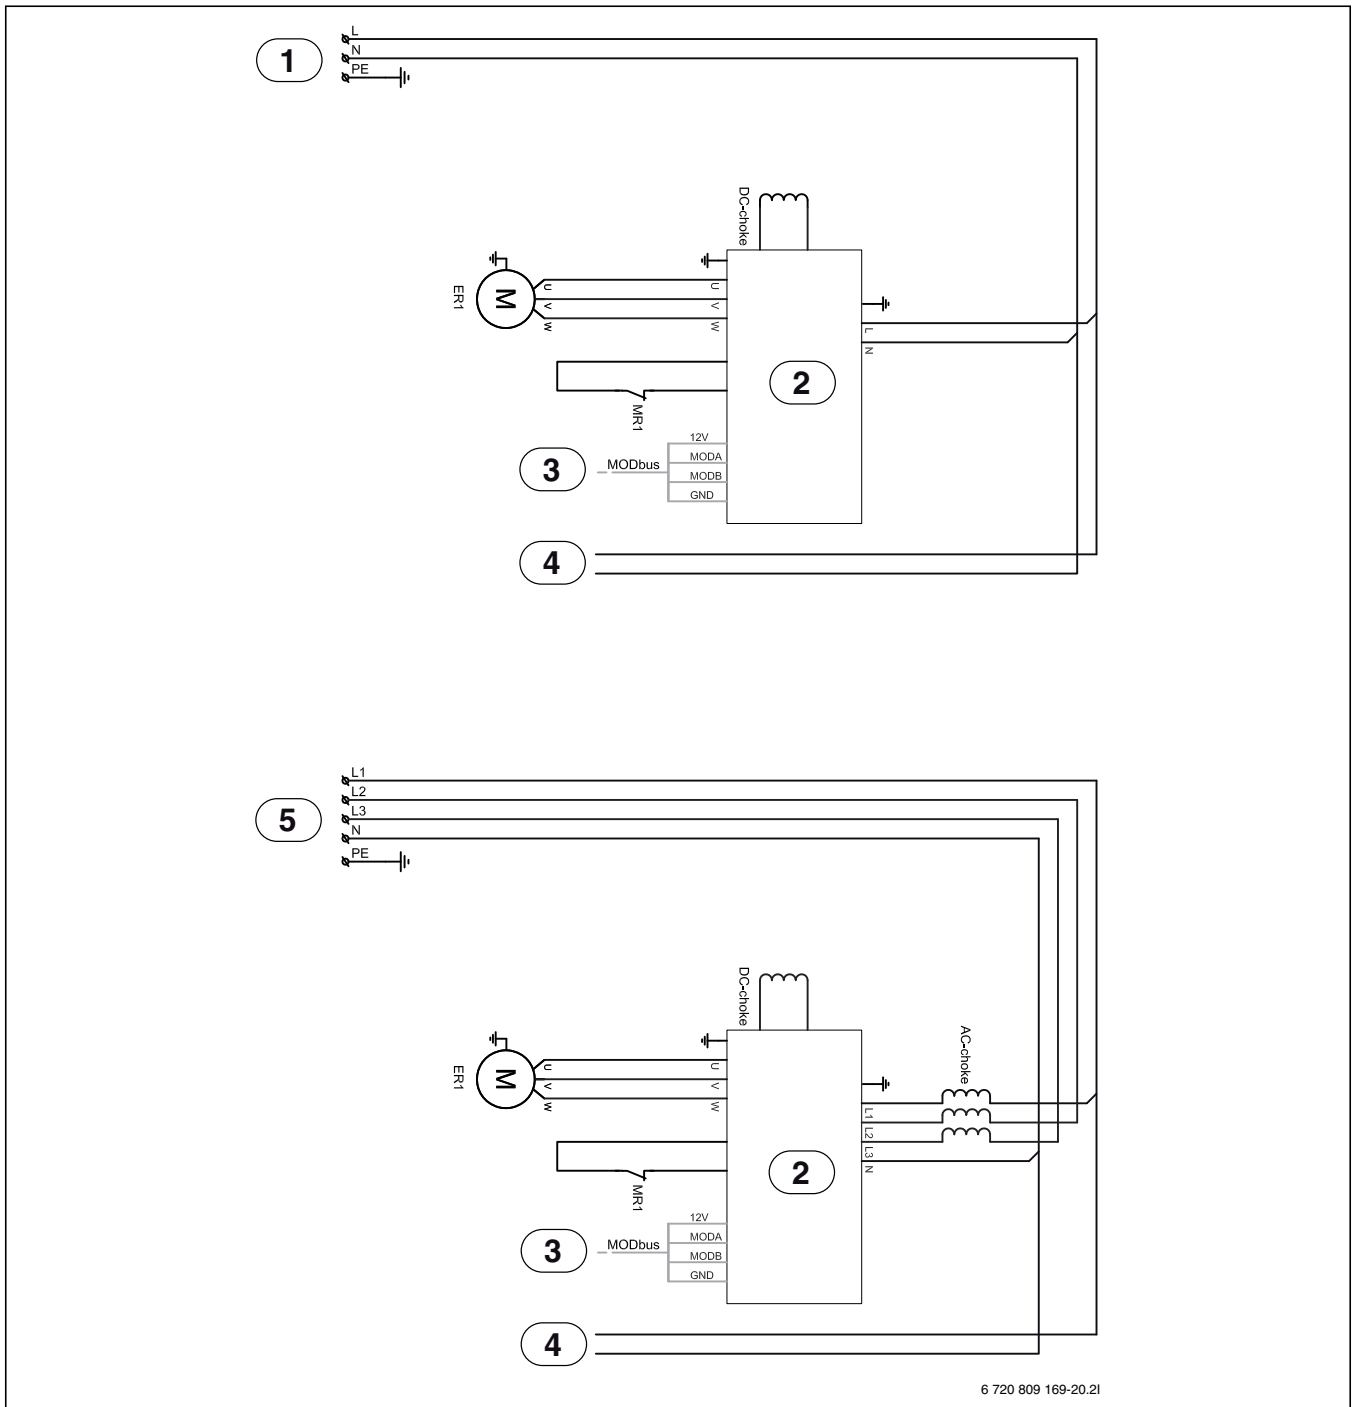 L
N
PE
1
DC-choke
M
ER1
U
V
W
U
V
W
L
N
2
MR1
12V
MODA
MODB
GND
MODbus
3
4
L1
L2
L3
N
PE
5
DC-choke
AC-choke
M
ER1
U
V
W
U
V
W
L1
L2
L3
N
2
MR1
12V
MODA
MODB
GND
MODbus
3
4
6 720 809 169-20.2I